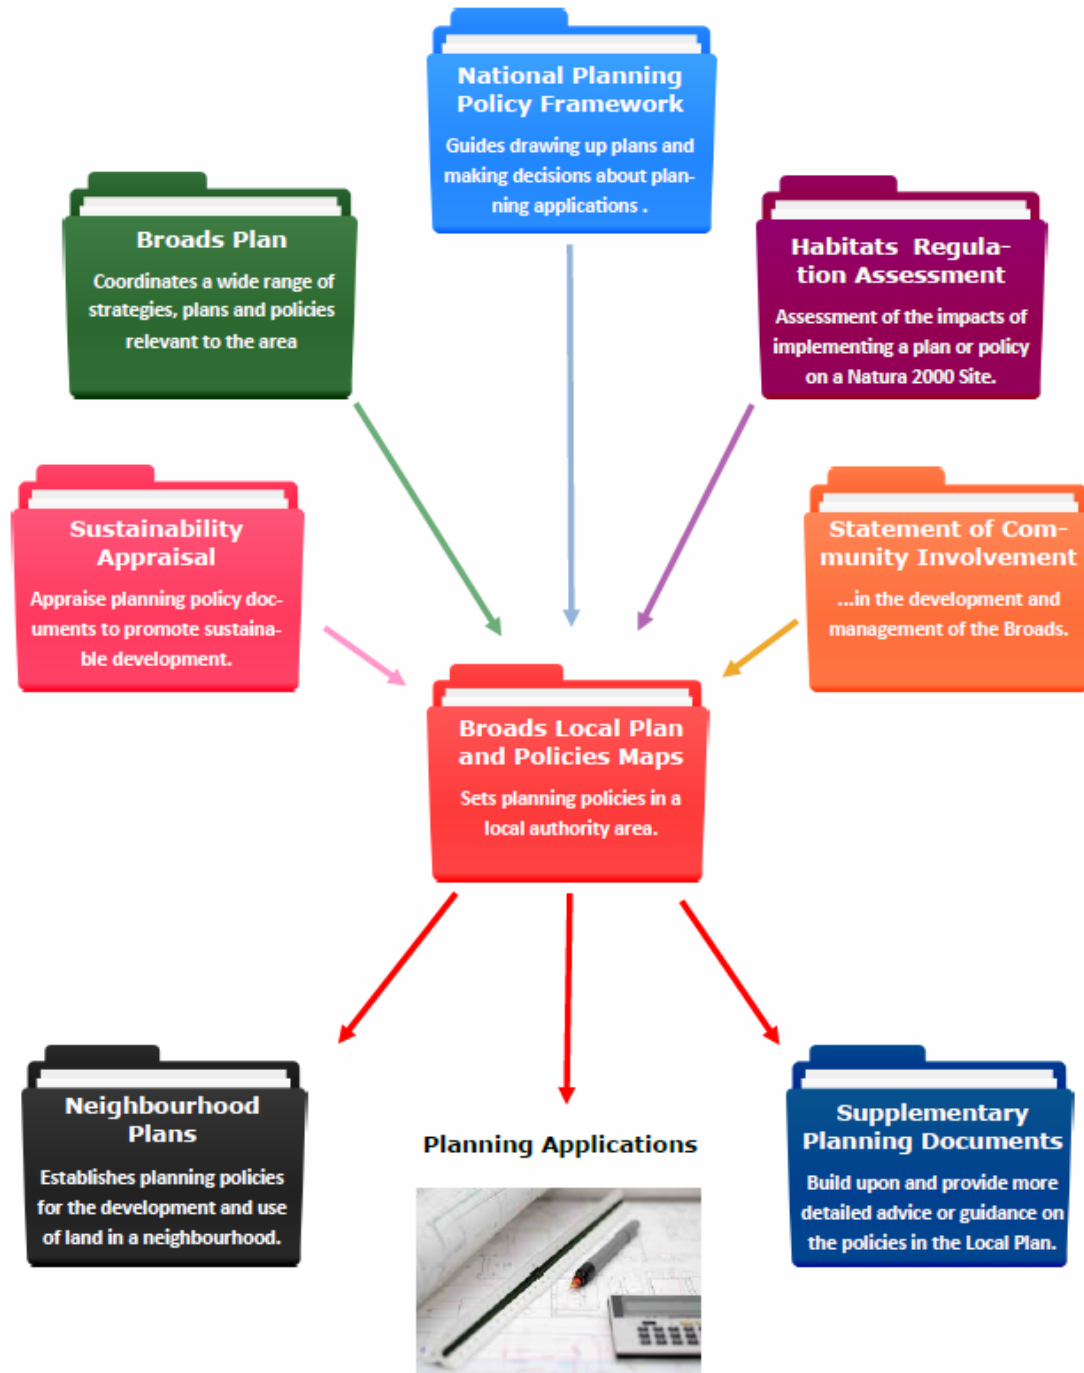 National Planning
Policy Framework
Guides drawing up plans and
making decisions about plan-
ning applications .
Broads Plan
Coordinates a wide range of
strategies, plans and policies
relevant to the area
Habitats Regula-
tion Assessment
Assessment of the impacts of
implementing a plan or policy
on a Natura 2000 Site.
Sustainability
Appraisal
Appraise planning policy doc-
uments to promote sustaina-
ble development.
Statement of Com-
munity Involvement
...in the development and
management of the Broads.
Broads Local Plan
and Policies Maps
Sets planning policies in a
local authority area.
Neighbourhood
Plans
Establishes planning policies
for the development and use
of land in a neighbourhood.
Planning Applications
Supplementary
Planning Documents
Build upon and provide more
detailed advice or guidance on
the policies in the Local Plan.